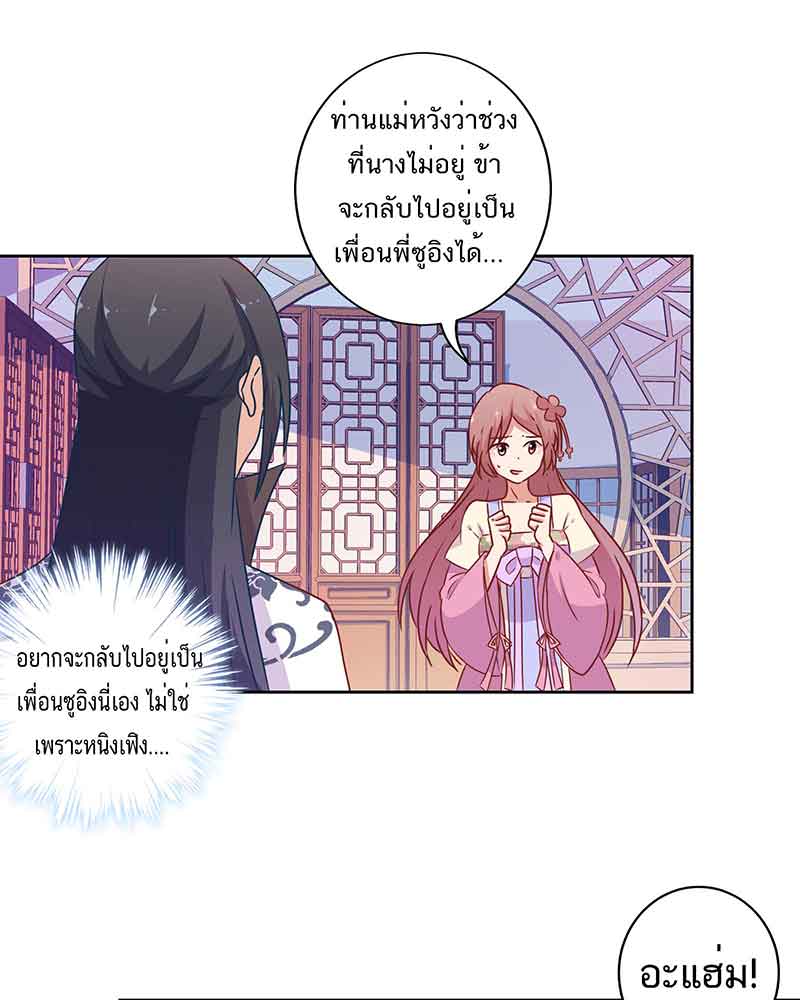 ท่านแม่หวังว่าช่วง
ที่นางไม่อยู่ ข้า
จะกลับไปอยู่เป็น
เพื่อนพี่ซูอิงได้...
อยากจะกลับไปอยู่เป็น
เพื่อนซูอิงนี่เอง ไม่ใช่
เพราะหนิงเฟิง....
อะแฮ่ม!